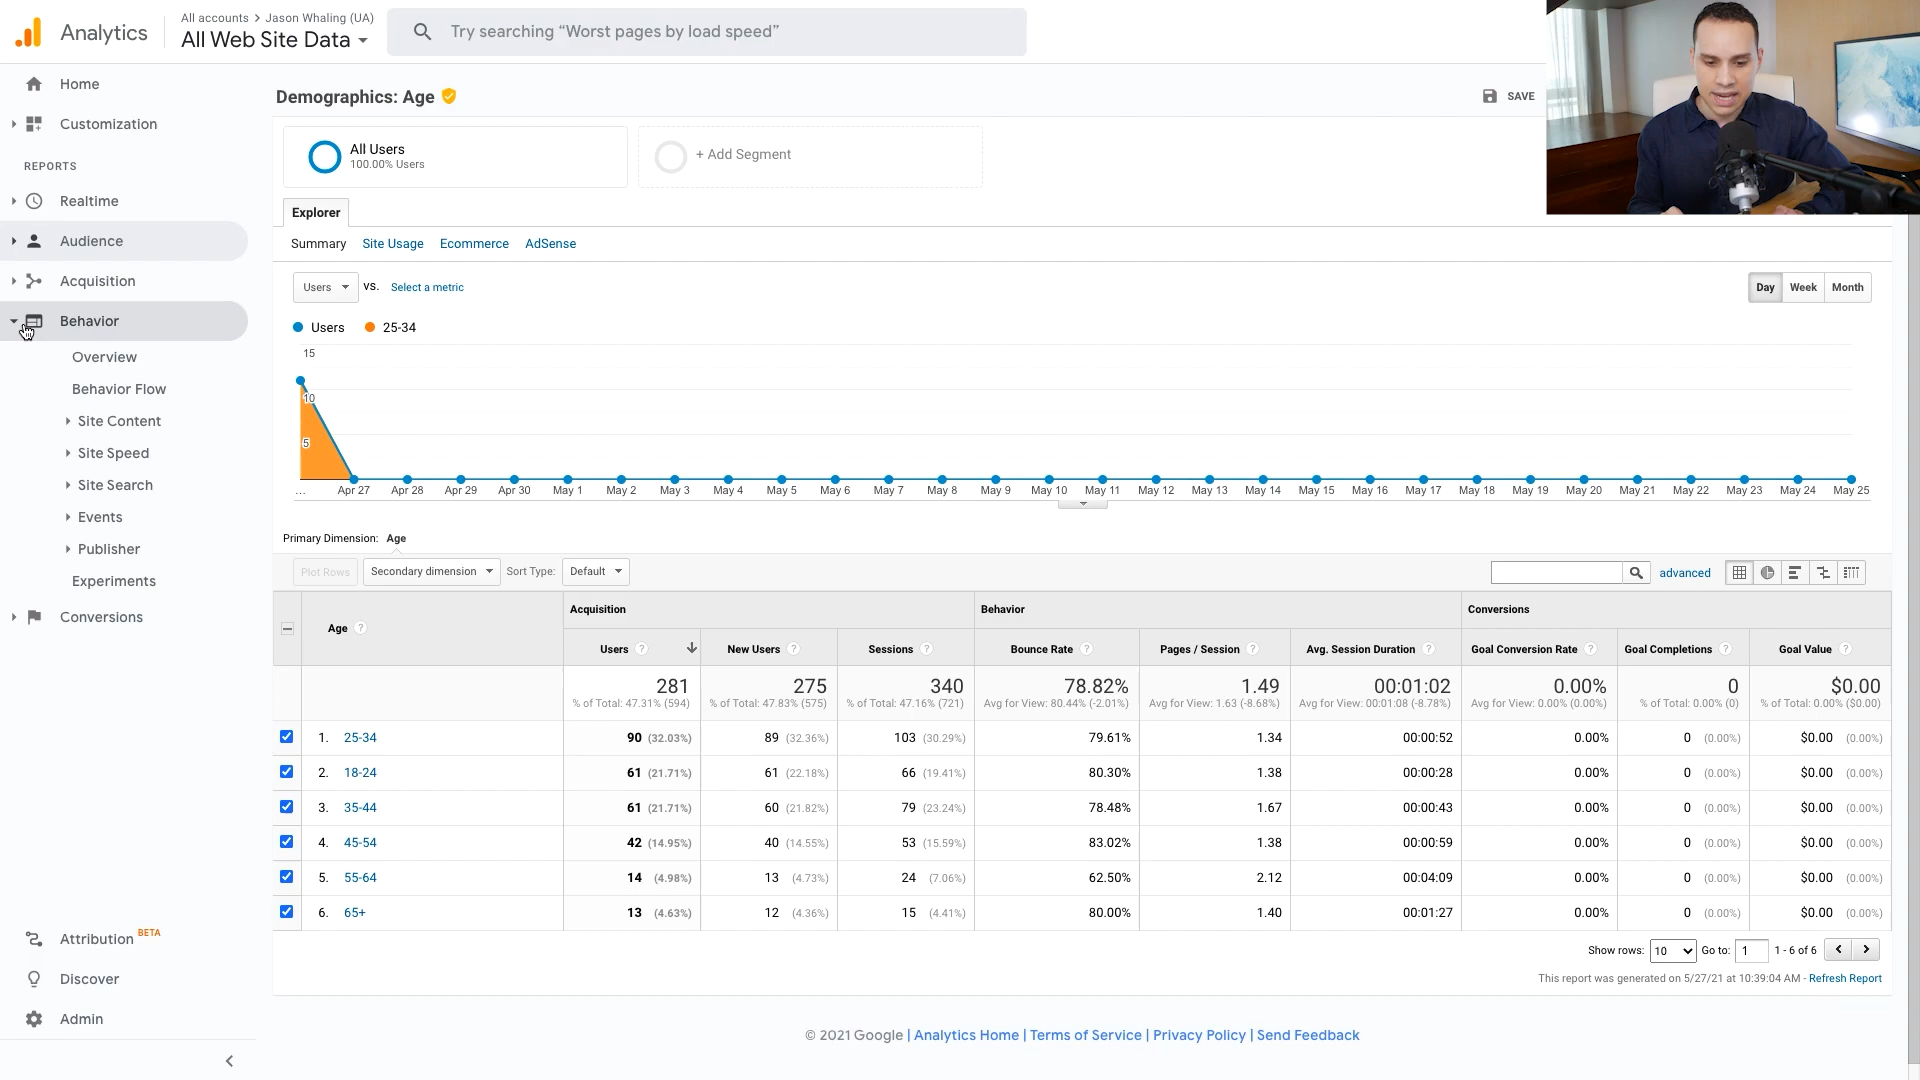 Analytics
All accounts > Jason Whaling (UA)
All Web Site Data
Try searching “Worst pages by load speed”
Home
Customization
REPORTS
Realtime
Audience
Acquisition
Behavior
Overview
Behavior Flow
Site Content
Site Speed
Site Search
Events
Publisher
Experiments
Conversions
Attribution BETA
Discover
Admin
Demographics: Age
SAVE
All Users
100.00% Users
+ Add Segment
Explorer
Summary Site Usage Ecommerce AdSense
Users vs. Select a metric
Day Week Month
Users 25-34
15
10
5
... Apr 27 Apr 28 Apr 29 Apr 30 May 1 May 2 May 3 May 4 May 5 May 6 May 7 May 8 May 9 May 10 May 11 May 12 May 13 May 14 May 15 May 16 May 17 May 18 May 19 May 20 May 21 May 22 May 23 May 24 May 25
Primary Dimension: Age
Plot Rows Secondary dimension Sort Type: Default advanced
Age ? Acquisition Behavior Conversions
Users ? New Users ? Sessions ? Bounce Rate ? Pages / Session ? Avg. Session Duration ? Goal Conversion Rate ? Goal Completions ? Goal Value ?
281 275 340 78.82% 1.49 00:01:02 0.00% 0 $0.00
% of Total: 47.31% (594) % of Total: 47.83% (575) % of Total: 47.16% (721) Avg for View: 80.44% (-2.01%) Avg for View: 1.63 (-8.68%) Avg for View: 00:01:08 (-8.78%) Avg for View: 0.00% (0.00%) % of Total: 0.00% (0) % of Total: 0.00% ($0.00)
1. 25-34 90 (32.03%) 89 (32.36%) 103 (30.29%) 79.61% 1.34 00:00:52 0.00% 0 (0.00%) $0.00 (0.00%)
2. 18-24 61 (21.71%) 61 (22.18%) 66 (19.41%) 80.30% 1.38 00:00:28 0.00% 0 (0.00%) $0.00 (0.00%)
3. 35-44 61 (21.71%) 60 (21.82%) 79 (23.24%) 78.48% 1.67 00:00:43 0.00% 0 (0.00%) $0.00 (0.00%)
4. 45-54 42 (14.95%) 40 (14.55%) 53 (15.59%) 83.02% 1.38 00:00:59 0.00% 0 (0.00%) $0.00 (0.00%)
5. 55-64 14 (4.98%) 13 (4.73%) 24 (7.06%) 62.50% 2.12 00:04:09 0.00% 0 (0.00%) $0.00 (0.00%)
6. 65+ 13 (4.63%) 12 (4.36%) 15 (4.41%) 80.00% 1.40 00:01:27 0.00% 0 (0.00%) $0.00 (0.00%)
Show rows: 10 Go to: 1 1 - 6 of 6
This report was generated on 5/27/21 at 10:39:04 AM - Refresh Report
© 2021 Google | Analytics Home | Terms of Service | Privacy Policy | Send Feedback